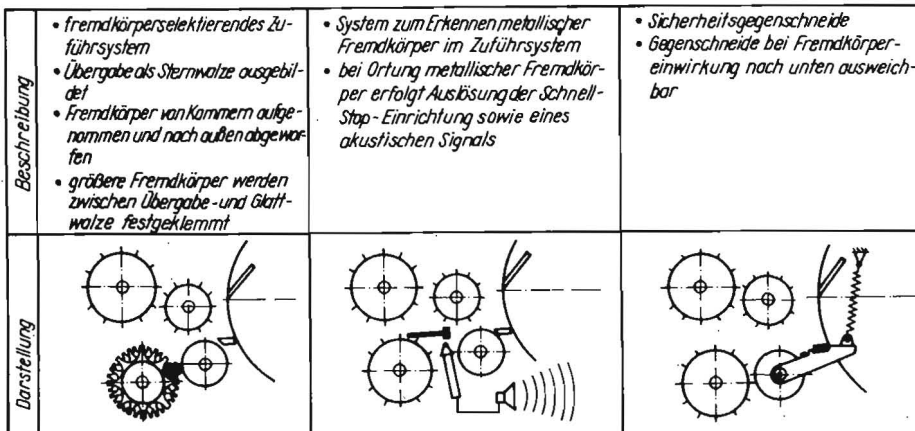 Beschreibung
• fremdkörperselektierendes Zu-
führsystem
• Übergabe als Sternwalze ausgebil-
det
• Fremdkörper von Kammern aufge-
nommen und nach außen abgewor-
fen
• größere Fremdkörper werden
zwischen Übergabe- und Glatt-
walze festgeklemmt
• System zum Erkennen metallischer
Fremdkörper im Zuführsystem
• bei Ortung metallischer Fremdkör-
per erfolgt Auslösung der Schnell-
Stop-Einrichtung sowie eines
akustischen Signals
• Sicherheitsgegenschneide
• Gegenschneide bei Fremdkörper-
einwirkung nach unten ausweich-
bar
Darstellung